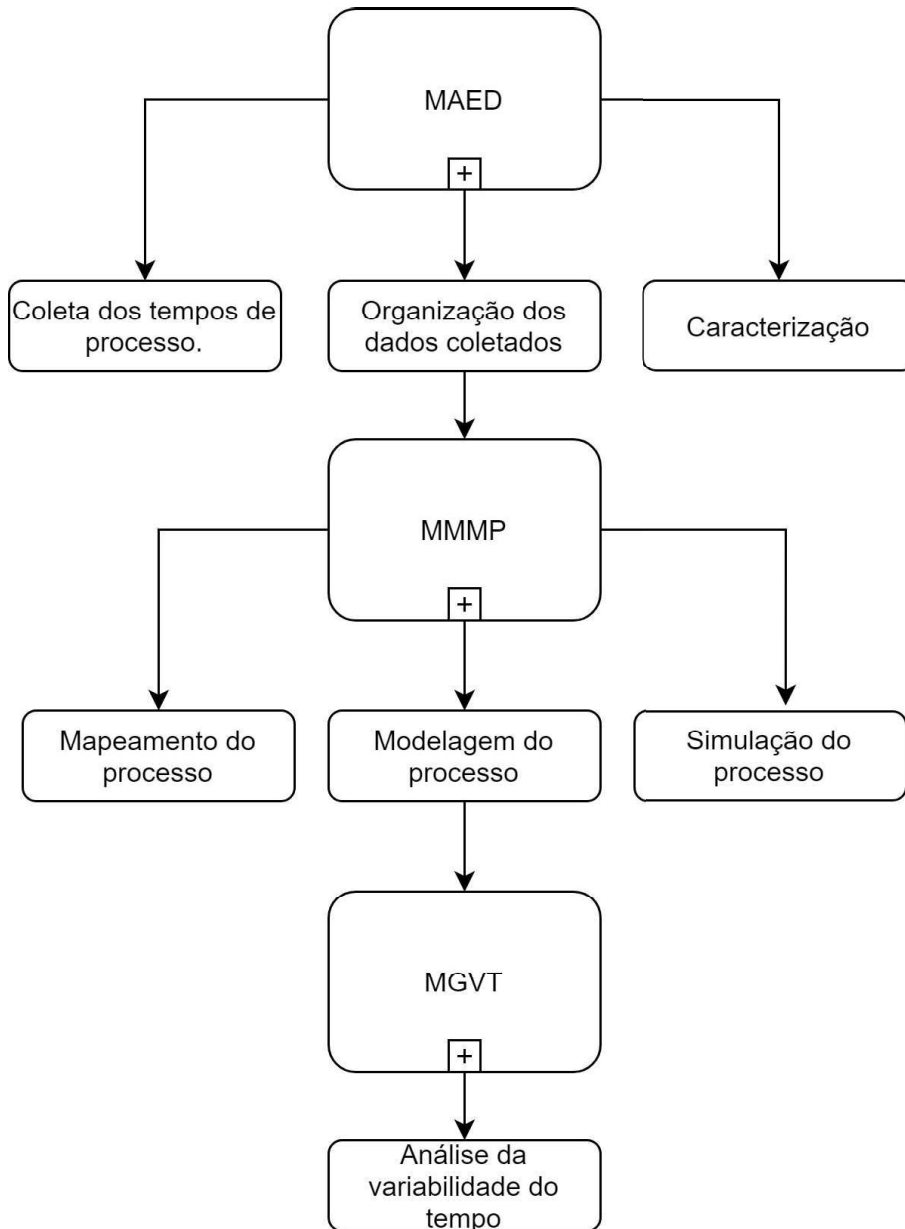 MAED
+
Coleta dos tempos de
processo.
Organização dos
dados coletados
Caracterização
MMMP
+
Mapeamento do
processo
Modelagem do
processo
Simulação do
processo
MGVT
+
Análise da
variabilidade do
tempo